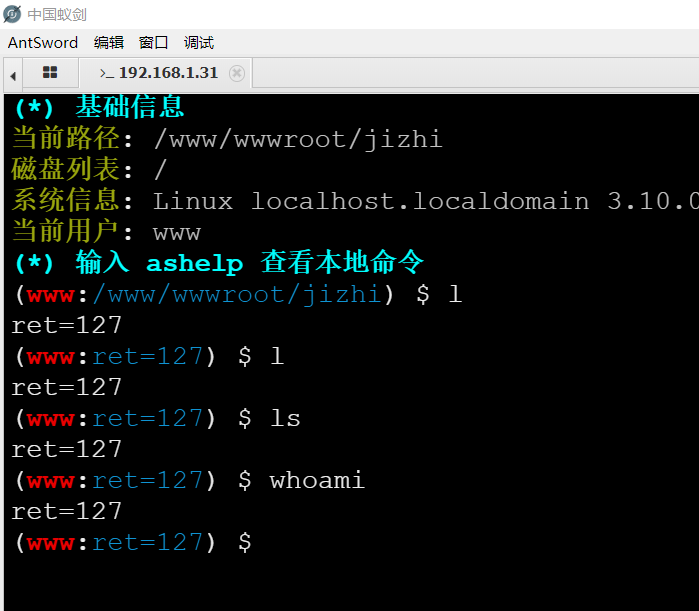 中国蚁剑
AntSword 编辑 窗口 调试
>_ 192.168.1.31
(*) 基础信息
当前路径: /www/wwwroot/jizhi
磁盘列表: /
系统信息: Linux localhost.localdomain 3.10.0
当前用户: www
(*) 输入 ashelp 查看本地命令
(www:/www/wwwroot/jizhi) $ l
ret=127
(www:ret=127) $ l
ret=127
(www:ret=127) $ ls
ret=127
(www:ret=127) $ whoami
ret=127
(www:ret=127) $